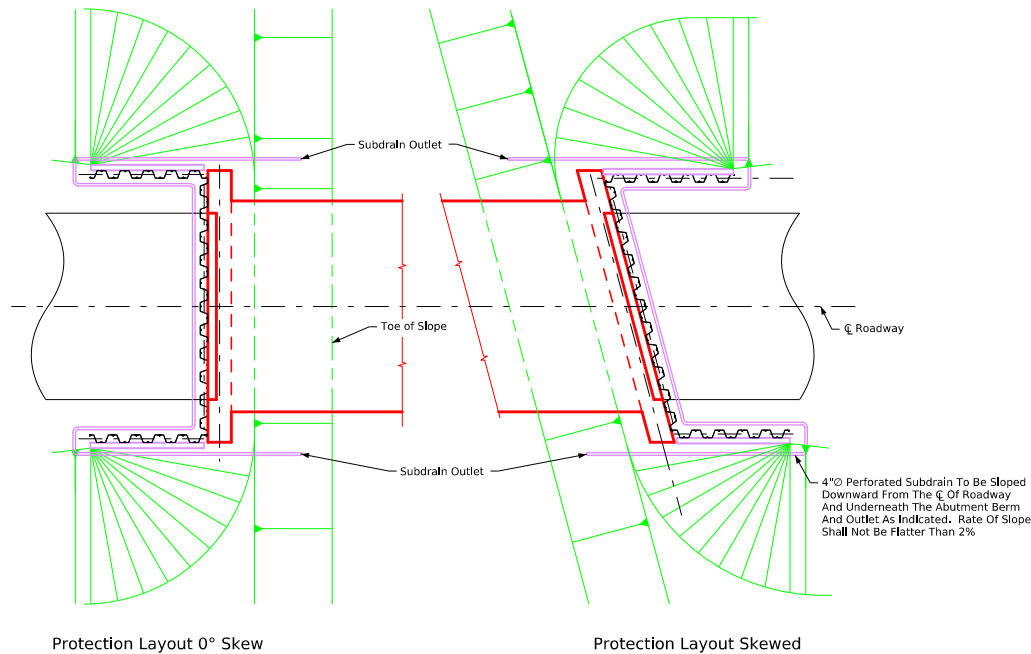 Subdrain Outlet
Toe of Slope
℄ Roadway
Subdrain Outlet
4"∅ Perforated Subdrain To Be Sloped
Downward From The ℄ Of Roadway
And Underneath The Abutment Berm
And Outlet As Indicated. Rate Of Slope
Shall Not Be Flatter Than 2%
Protection Layout 0° Skew
Protection Layout Skewed